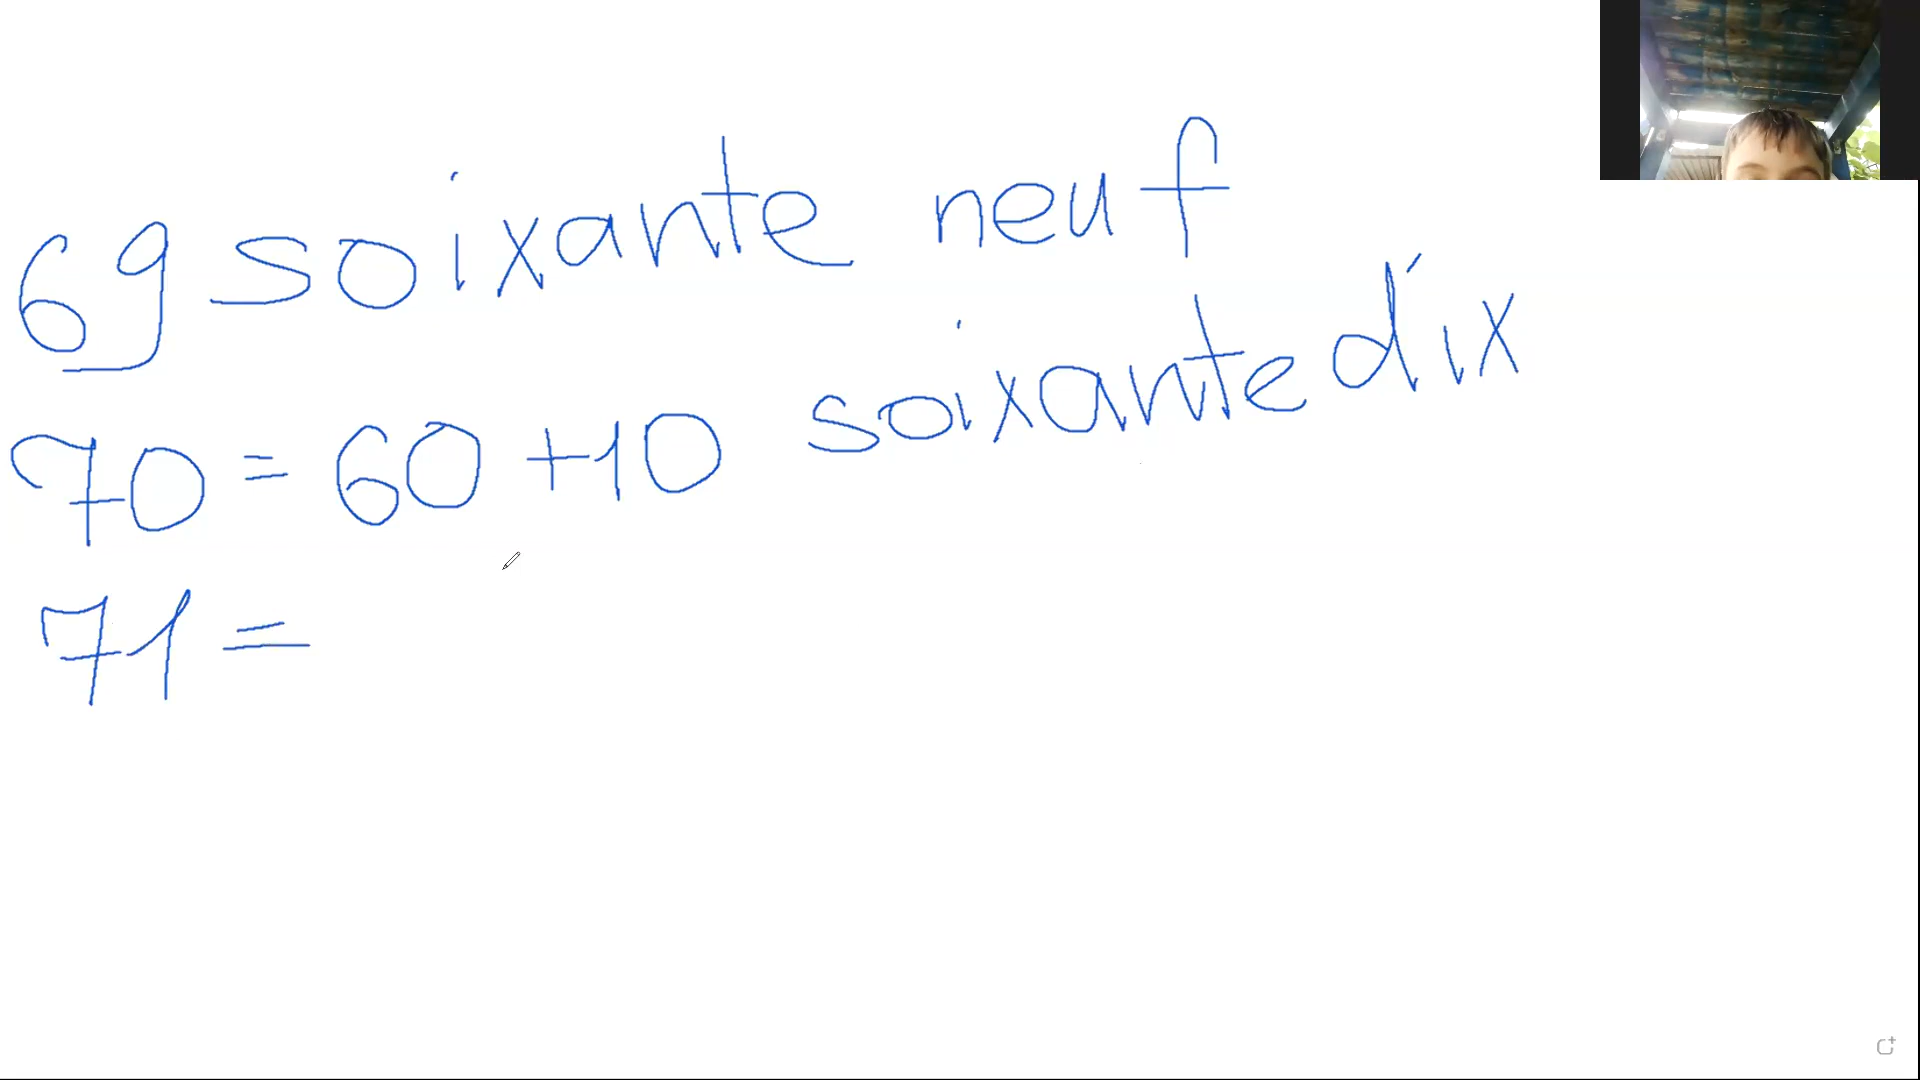 69 soixante neuf
70 = 60 + 10 soixante dix
71 =